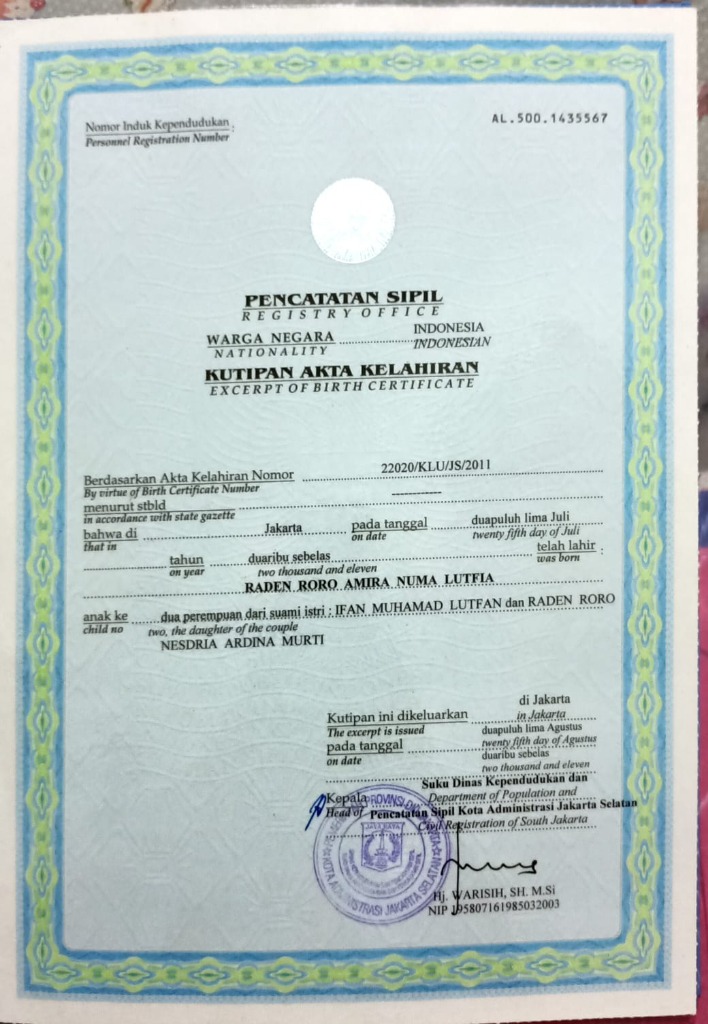 Nomor Induk Kependudukan :
Personnel Registration Number
AL.500.1435567
PENCATATAN SIPIL
REGISTRY OFFICE
WARGA NEGARA INDONESIA
NATIONALITY INDONESIAN
KUTIPAN AKTA KELAHIRAN
EXCERPT OF BIRTH CERTIFICATE
Berdasarkan Akta Kelahiran Nomor 22020/KLU/JS/2011
By virtue of Birth Certificate Number
menurut stbld ------------
in accordance with state gazette
bahwa di Jakarta pada tanggal duapuluh lima Juli
that in on date twenty fifth day of Juli
tahun duaribu sebelas telah lahir :
on year two thousand and eleven was born
RADEN RORO AMIRA NUMA LUTFIA
anak ke dua perempuan dari suami istri : IFAN MUHAMAD LUTFAN dan RADEN RORO
child no two, the daughter of the couple
NESDRIA ARDINA MURTI
di Jakarta
Kutipan ini dikeluarkan in Jakarta
The excerpt is issued duapuluh lima Agustus
pada tanggal twenty fifth day of Agustus
on date duaribu sebelas
two thousand and eleven
Suku Dinas Kependudukan dan
Kepala Department of Population and
Head of Pencatatan Sipil Kota Administrasi Jakarta Selatan
Civil Registration of South Jakarta
JAYA RAYA
KOTA ADMINISTRASI JAKARTA SELATAN
Hj. WARISIH, SH. M.Si
NIP 195807161985032003